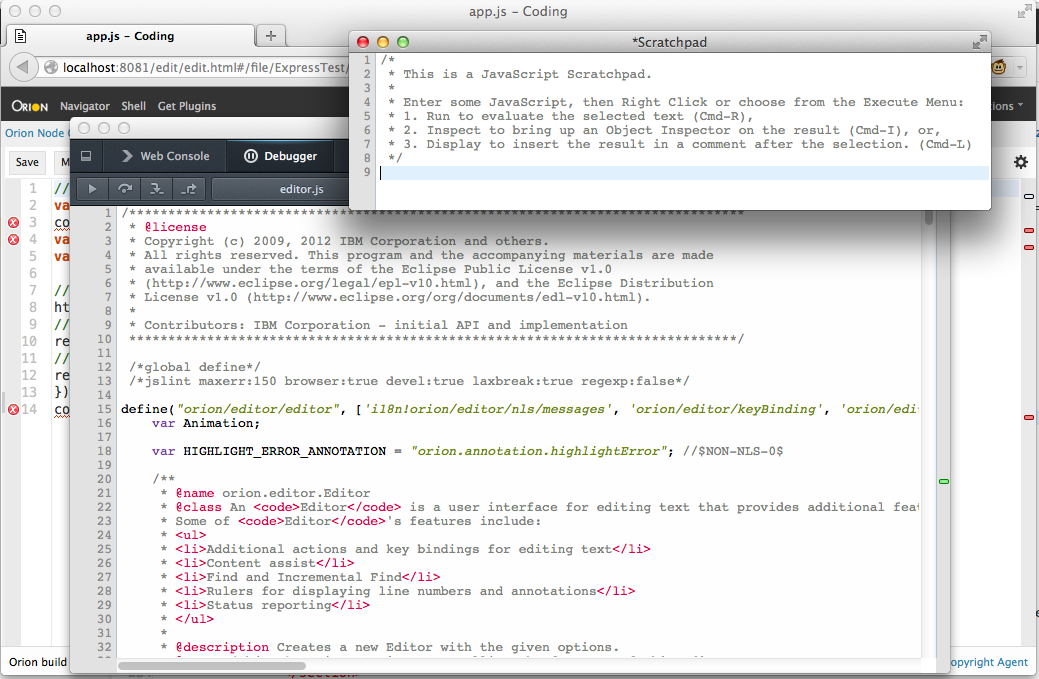 app.js – Coding
app.js – Coding
localhost:8081/edit/edit.html#/file/ExpressTest/
ORION Navigator Shell Get Plugins
Orion Node
Save
1 //
2 va
3 co
4 va
5 va
6
7 //
8 ht
9 //
10 re
11 //
12 re
13 })
14 co
Orion build
*Scratchpad
1 /*
2 * This is a JavaScript Scratchpad.
3 *
4 * Enter some JavaScript, then Right Click or choose from the Execute Menu:
5 * 1. Run to evaluate the selected text (Cmd-R),
6 * 2. Inspect to bring up an Object Inspector on the result (Cmd-I), or,
7 * 3. Display to insert the result in a comment after the selection. (Cmd-L)
8 */
9
Web Console Debugger
editor.js
1 /******************************************************************************
2 * @license
3 * Copyright (c) 2009, 2012 IBM Corporation and others.
4 * All rights reserved. This program and the accompanying materials are made
5 * available under the terms of the Eclipse Public License v1.0
6 * (http://www.eclipse.org/legal/epl-v10.html), and the Eclipse Distribution
7 * License v1.0 (http://www.eclipse.org/org/documents/edl-v10.html).
8 *
9 * Contributors: IBM Corporation - initial API and implementation
10 ******************************************************************************/
11
12 /*global define*/
13 /*jslint maxerr:150 browser:true devel:true laxbreak:true regexp:false*/
14
15 define("orion/editor/editor", ['i18n!orion/editor/nls/messages', 'orion/editor/keyBinding', 'orion/edi
16 var Animation;
17
18 var HIGHLIGHT_ERROR_ANNOTATION = "orion.annotation.highlightError"; //$NON-NLS-0$
19
20 /**
21 * @name orion.editor.Editor
22 * @class An <code>Editor</code> is a user interface for editing text that provides additional fea
23 * Some of <code>Editor</code>'s features include:
24 * <ul>
25 * <li>Additional actions and key bindings for editing text</li>
26 * <li>Content assist</li>
27 * <li>Find and Incremental Find</li>
28 * <li>Rulers for displaying line numbers and annotations</li>
29 * <li>Status reporting</li>
30 * </ul>
31 *
32 * @description Creates a new Editor with the given options.
opyright Agent